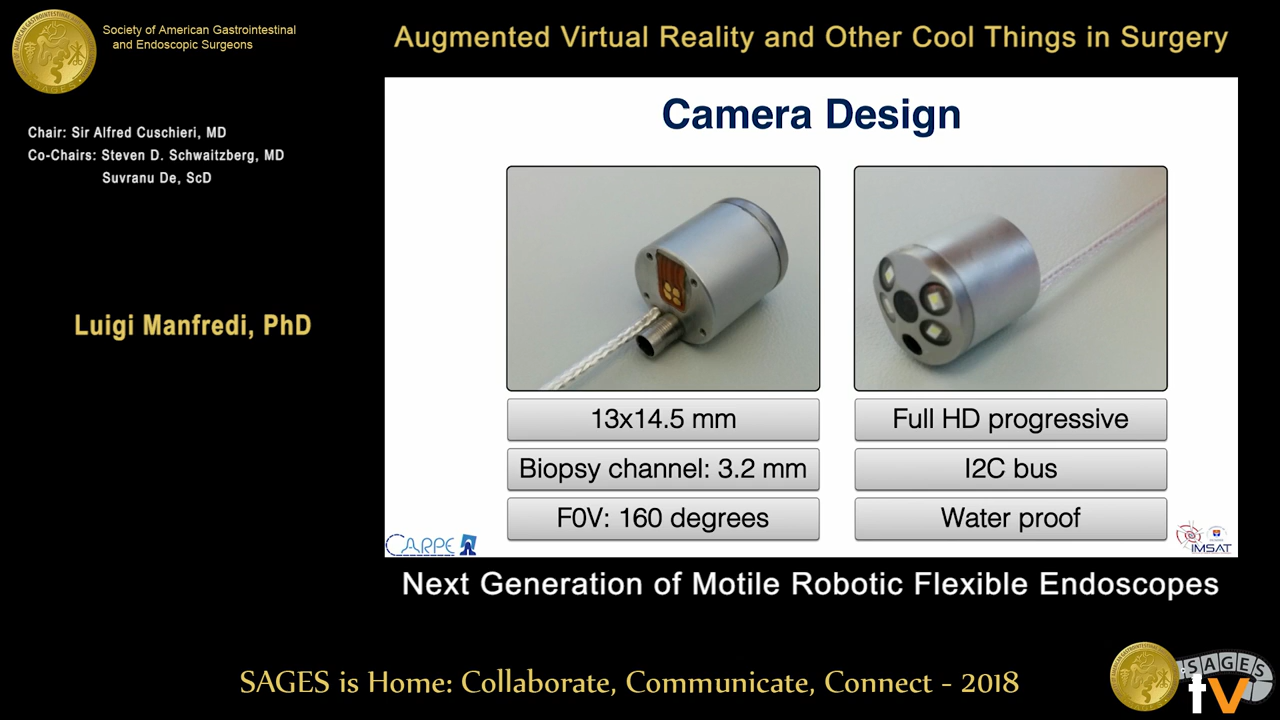 Society of American Gastrointestinal
and Endoscopic Surgeons
Augmented Virtual Reality and Other Cool Things in Surgery
Chair: Sir Alfred Cuschieri, MD
Co-Chairs: Steven D. Schwaitzberg, MD
Suvranu De, ScD
Luigi Manfredi, PhD
Camera Design
13x14.5 mm
Full HD progressive
Biopsy channel: 3.2 mm
I2C bus
F0V: 160 degrees
Water proof
CARPE
IMSAT
Next Generation of Motile Robotic Flexible Endoscopes
SAGES is Home: Collaborate, Communicate, Connect - 2018
SAGES
tv